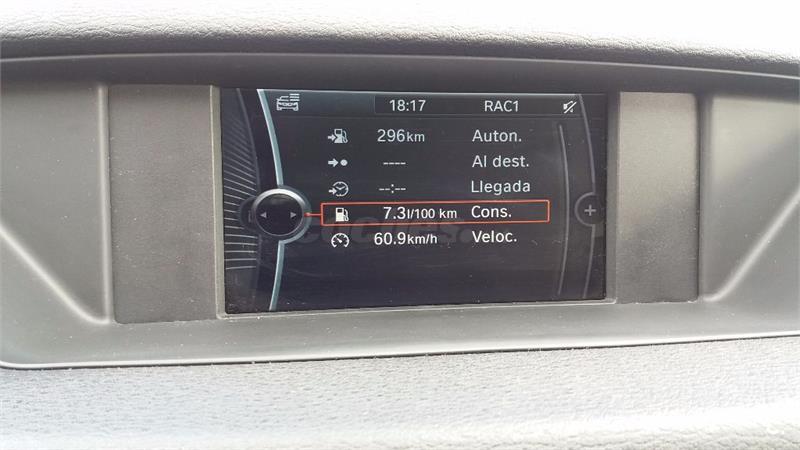 18:17 RAC1
296km Auton.
---- Al dest.
--:-- Llegada
7.3l/100 km Cons.
60.9km/h Veloc.
+